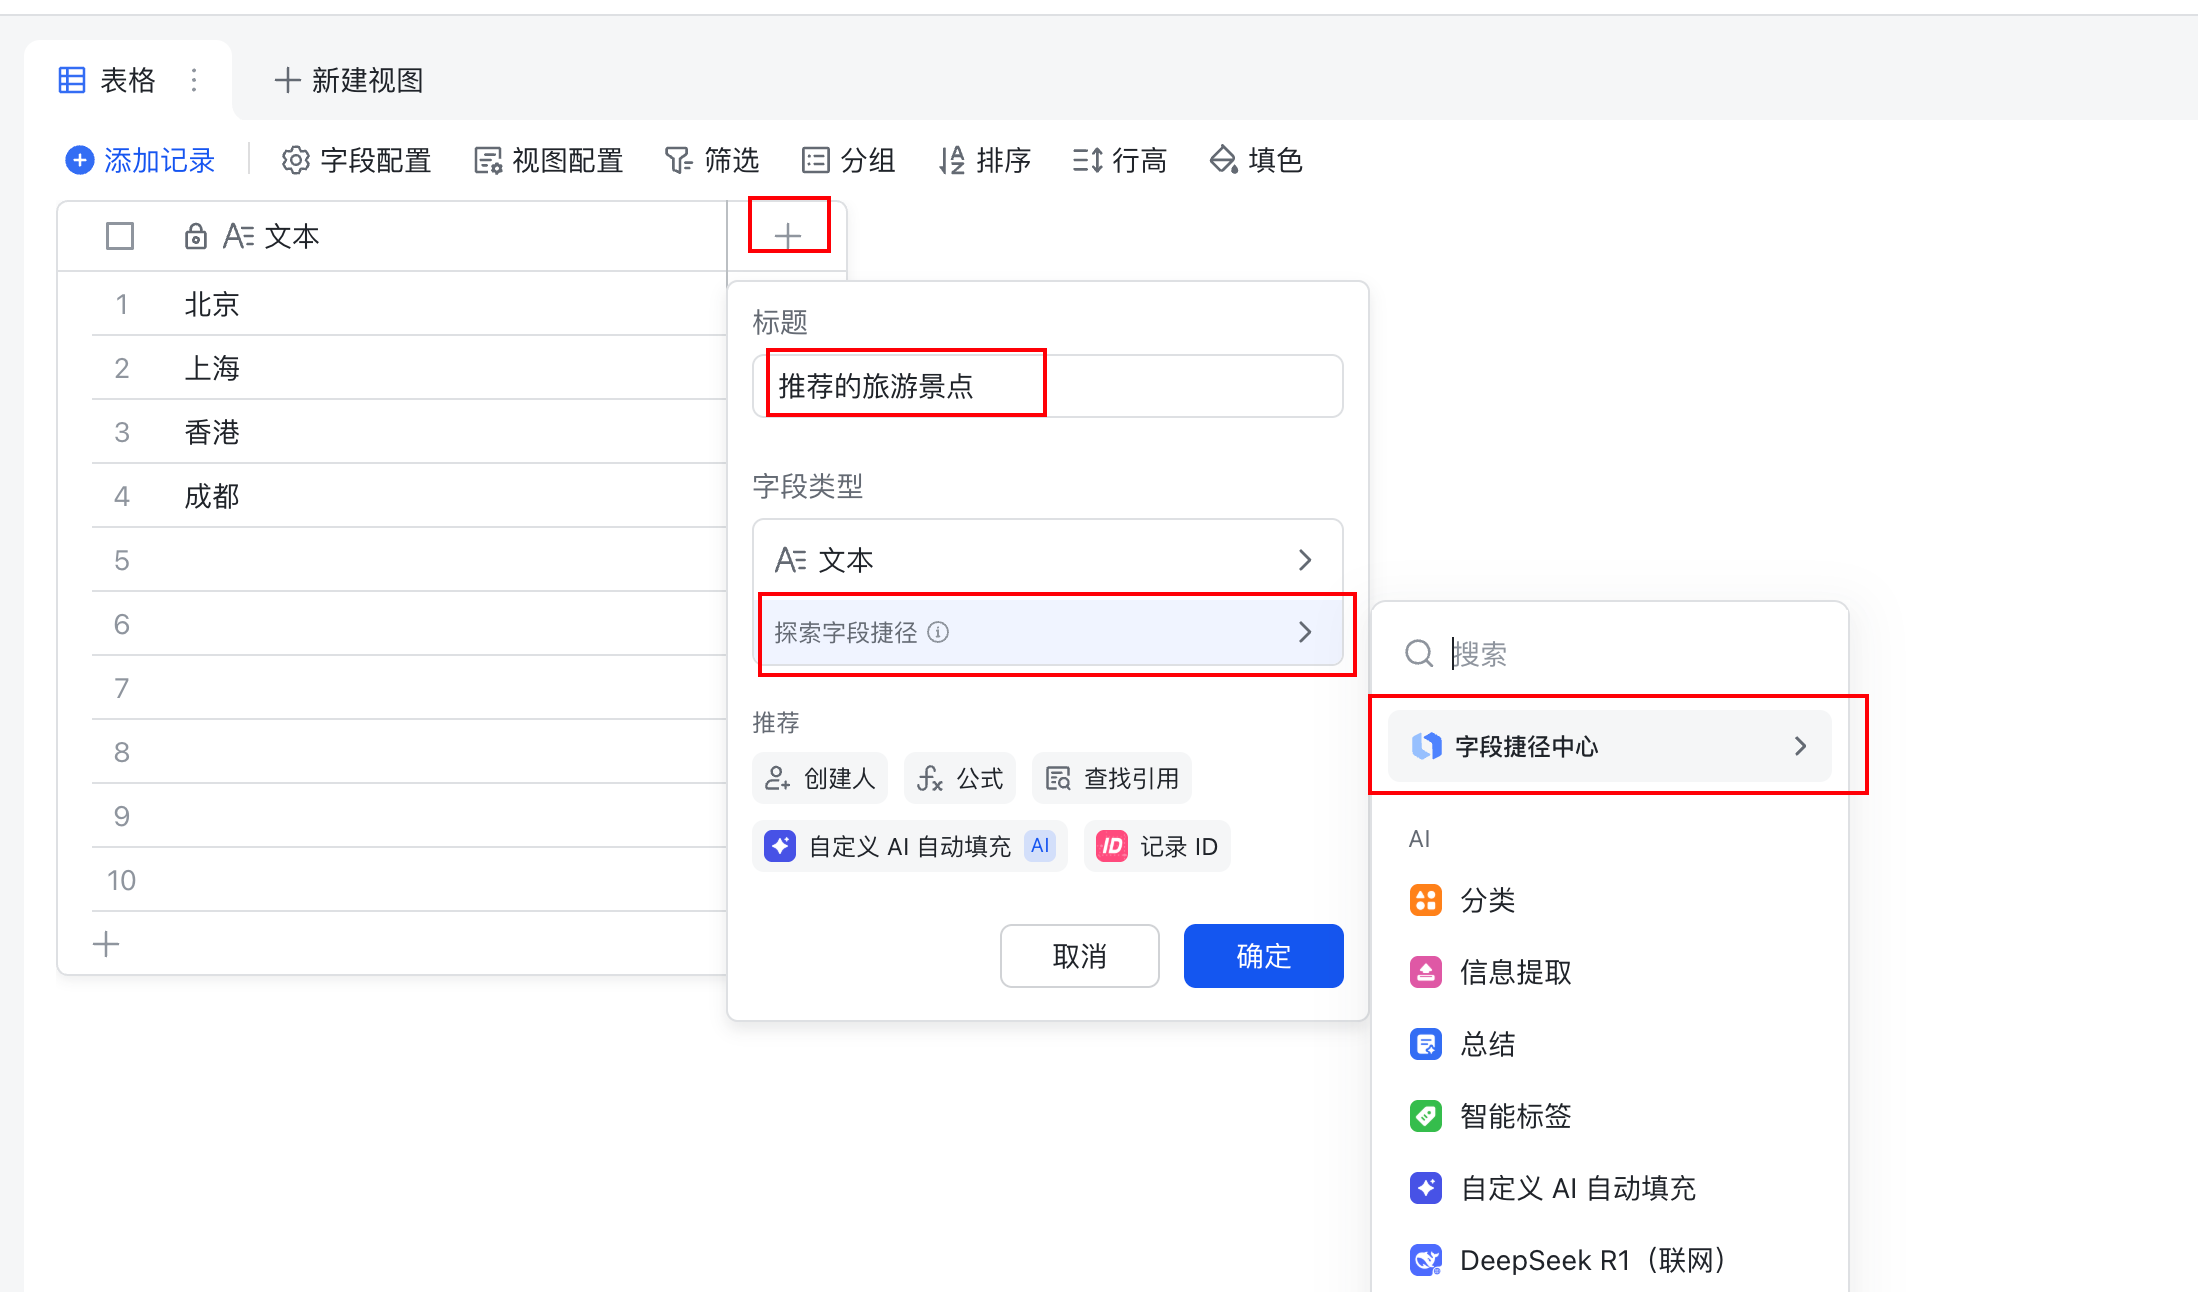 表格
新建视图
添加记录 字段配置 视图配置 筛选 分组 排序 行高 填色
文本
1 北京
2 上海
3 香港
4 成都
5
6
7
8
9
10
标题
推荐的旅游景点
字段类型
文本
探索字段捷径
推荐
创建人 公式 查找引用
自定义 AI 自动填充 AI ID 记录 ID
取消 确定
搜索
字段捷径中心
AI
分类
信息提取
总结
智能标签
自定义 AI 自动填充
DeepSeek R1（联网）